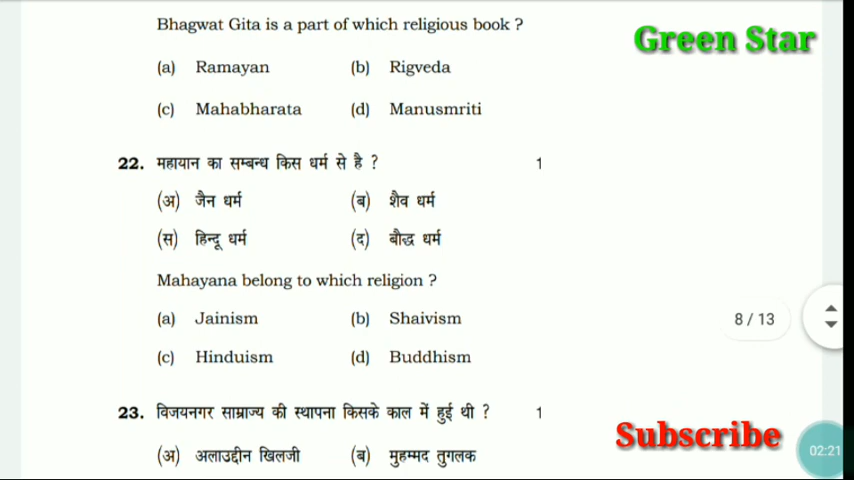 Bhagwat Gita is a part of which religious book ?
Green Star
(a) Ramayan (b) Rigveda
(c) Mahabharata (d) Manusmriti
22. महायान का सम्बन्ध किस धर्म से है ? 1
(अ) जैन धर्म (ब) शैव धर्म
(स) हिन्दू धर्म (द) बौद्ध धर्म
Mahayana belong to which religion ?
(a) Jainism (b) Shaivism
8 / 13
(c) Hinduism (d) Buddhism
23. विजयनगर साम्राज्य की स्थापना किसके काल में हुई थी ? 1
Subscribe
(अ) अलाउद्दीन खिलजी (ब) मुहम्मद तुगलक
02:21